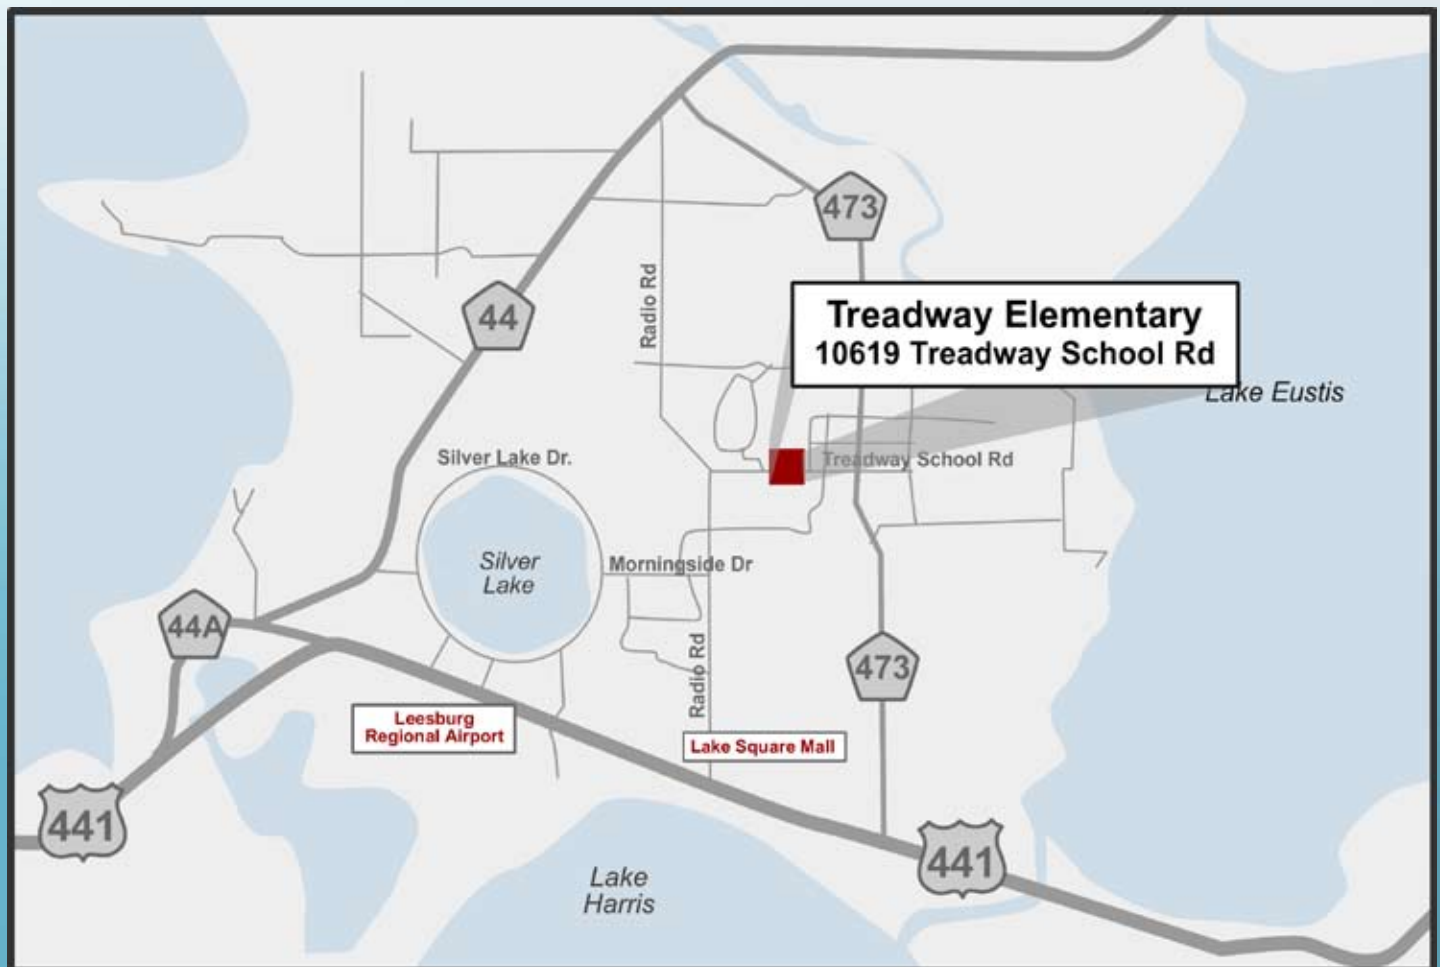 473
Radio Rd
44
Treadway Elementary
10619 Treadway School Rd
Lake Eustis
Silver Lake Dr.
Treadway School Rd
Silver
Lake
Morningside Dr
44A
Radio Rd
473
Leesburg
Regional Airport
Lake Square Mall
441
441
Lake
Harris